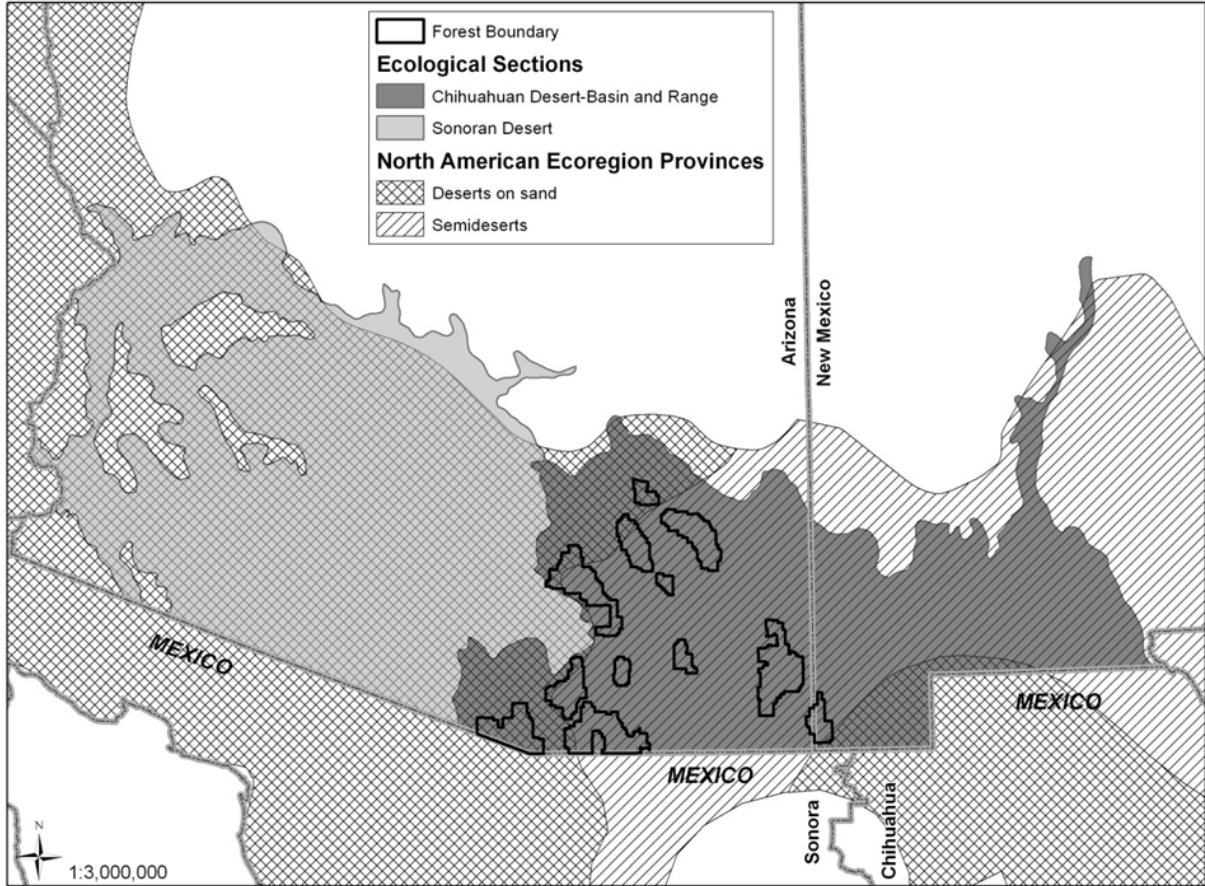 Forest Boundary
Ecological Sections
Chihuahuan Desert-Basin and Range
Sonoran Desert
North American Ecoregion Provinces
Deserts on sand
Semideserts
Arizona
New Mexico
MEXICO
MEXICO
MEXICO
Sonora
Chihuahua
N
1:3,000,000